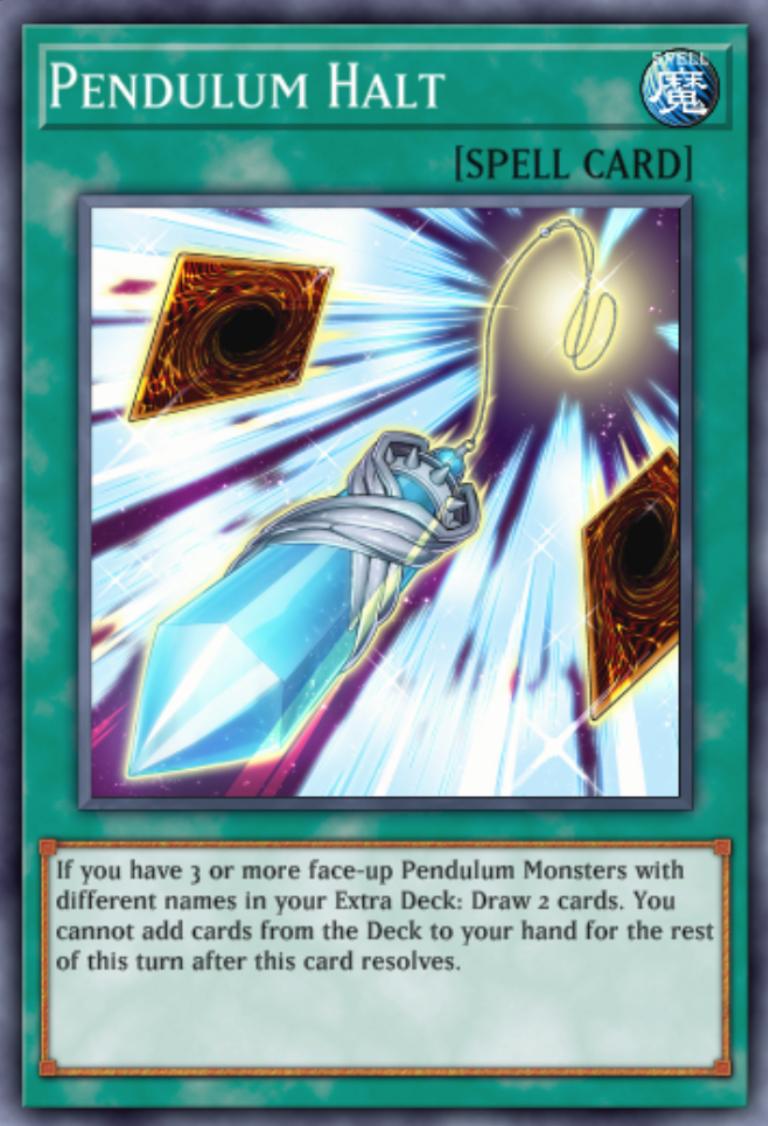 Pendulum Halt
SPELL
魔
[SPELL CARD]
If you have 3 or more face-up Pendulum Monsters with
different names in your Extra Deck: Draw 2 cards. You
cannot add cards from the Deck to your hand for the rest
of this turn after this card resolves.